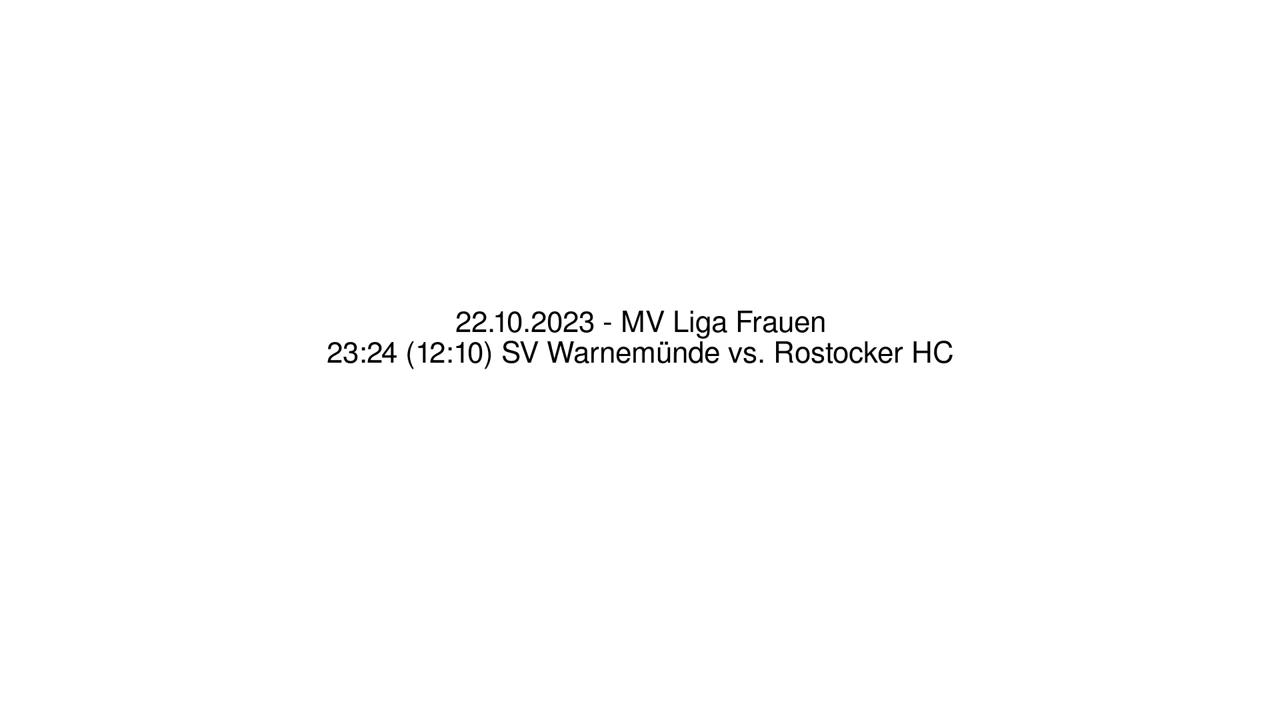 22.10.2023 - MV Liga Frauen
23:24 (12:10) SV Warnemünde vs. Rostocker HC